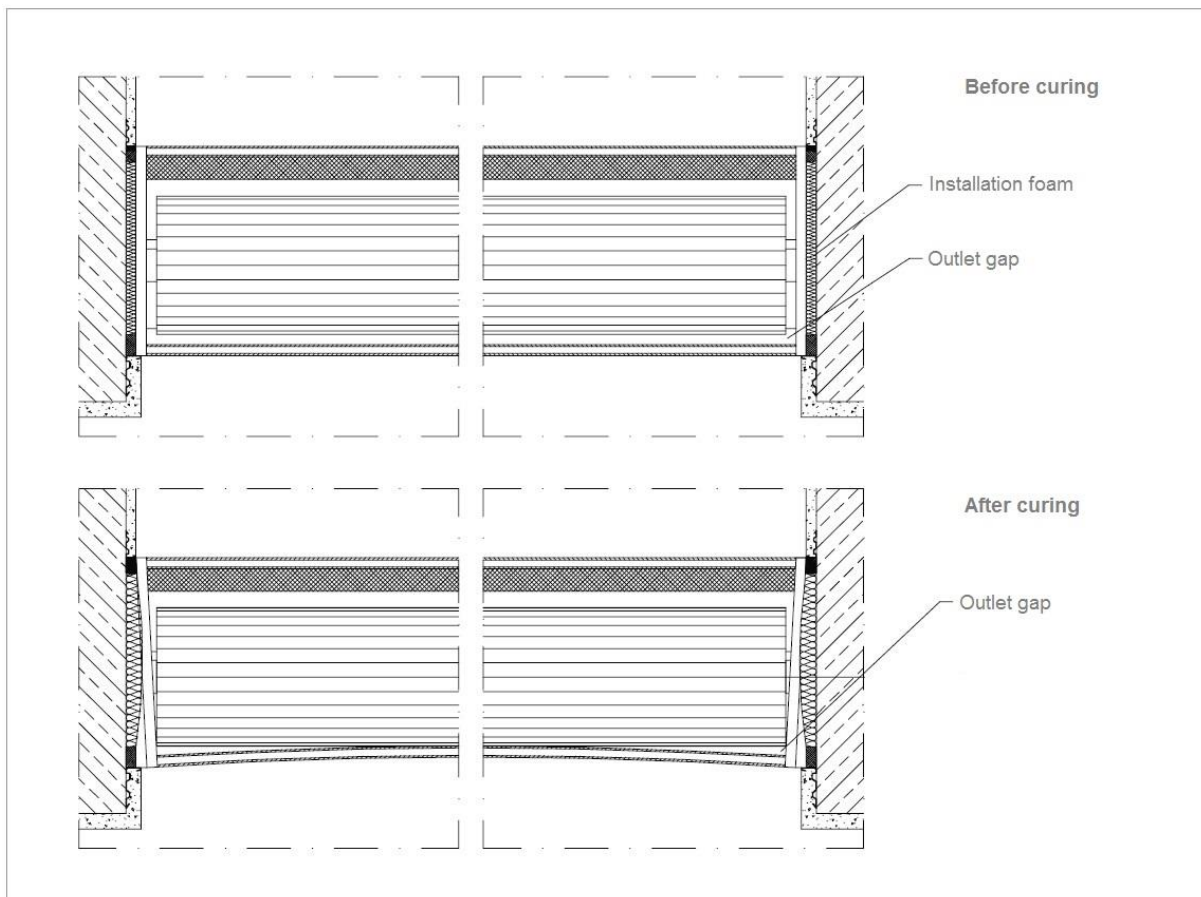 Before curing
Installation foam
Outlet gap
After curing
Outlet gap